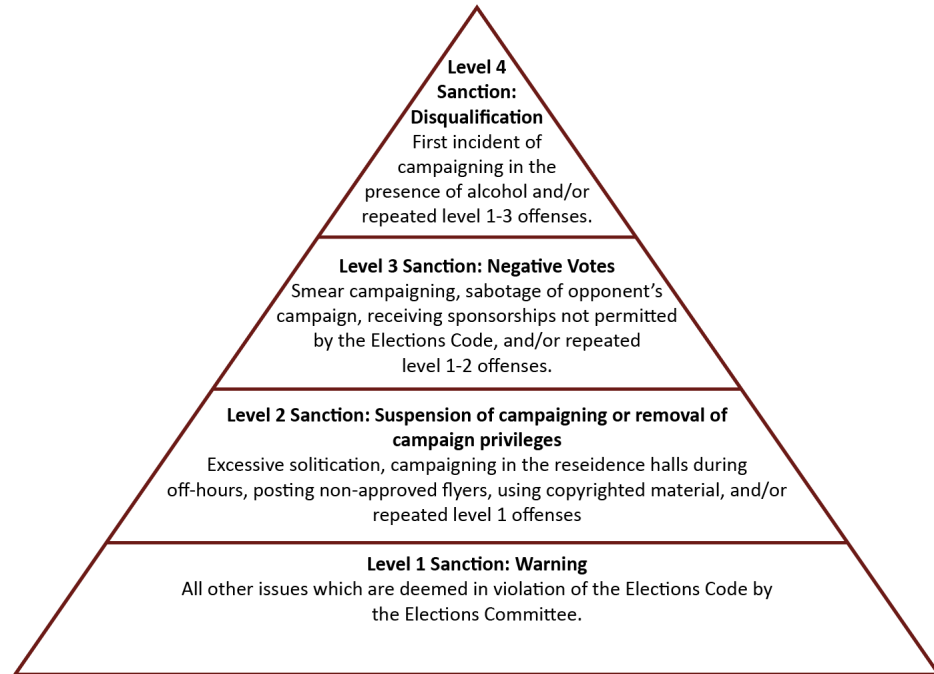 Level 4
Sanction:
Disqualification
First incident of
campaigning in the
presence of alcohol and/or
repeated level 1-3 offenses.
Level 3 Sanction: Negative Votes
Smear campaigning, sabotage of opponent’s
campaign, receiving sponsorships not permitted
by the Elections Code, and/or repeated
level 1-2 offenses.
Level 2 Sanction: Suspension of campaigning or removal of
campaign privileges
Excessive solitication, campaigning in the reseidence halls during
off-hours, posting non-approved flyers, using copyrighted material, and/or
repeated level 1 offenses
Level 1 Sanction: Warning
All other issues which are deemed in violation of the Elections Code by
the Elections Committee.